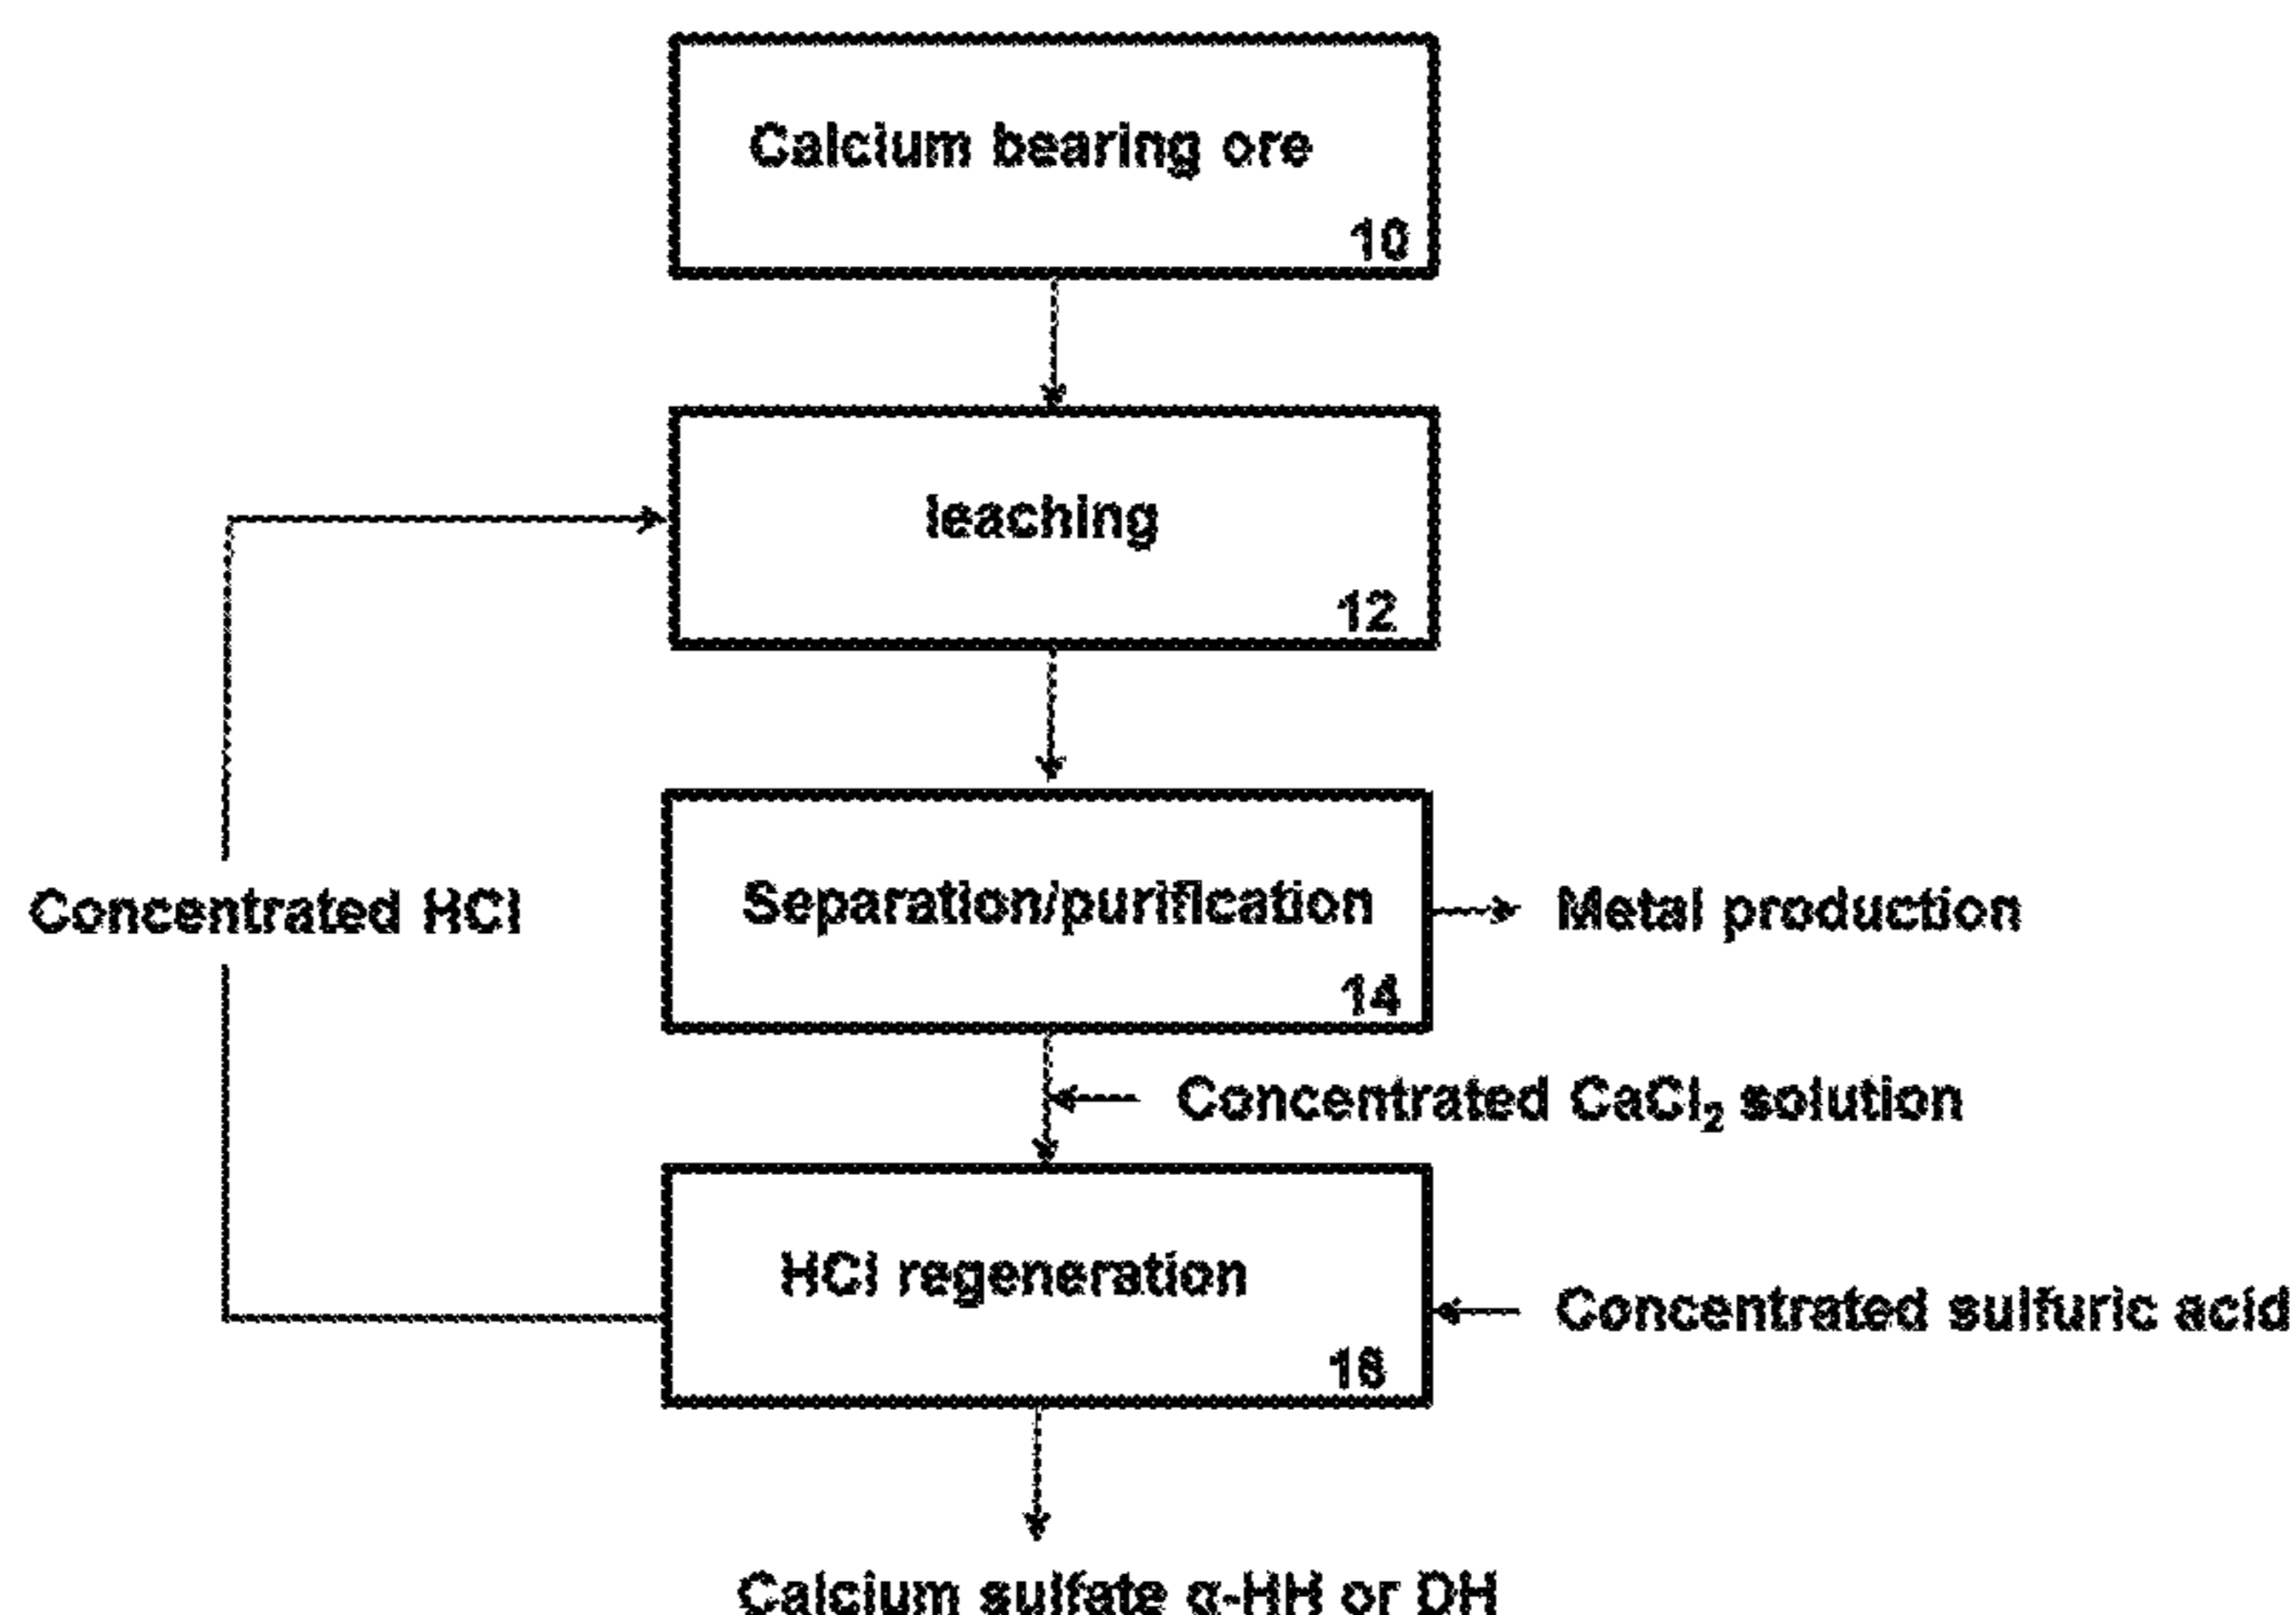 Calcium bearing ore
10
leaching
12
Separation/purification
14
Concentrated HCl
Metal production
Concentrated CaCl₂ solution
HCl regeneration
16
Concentrated sulfuric acid
Calcium sulfate α-HH or DH